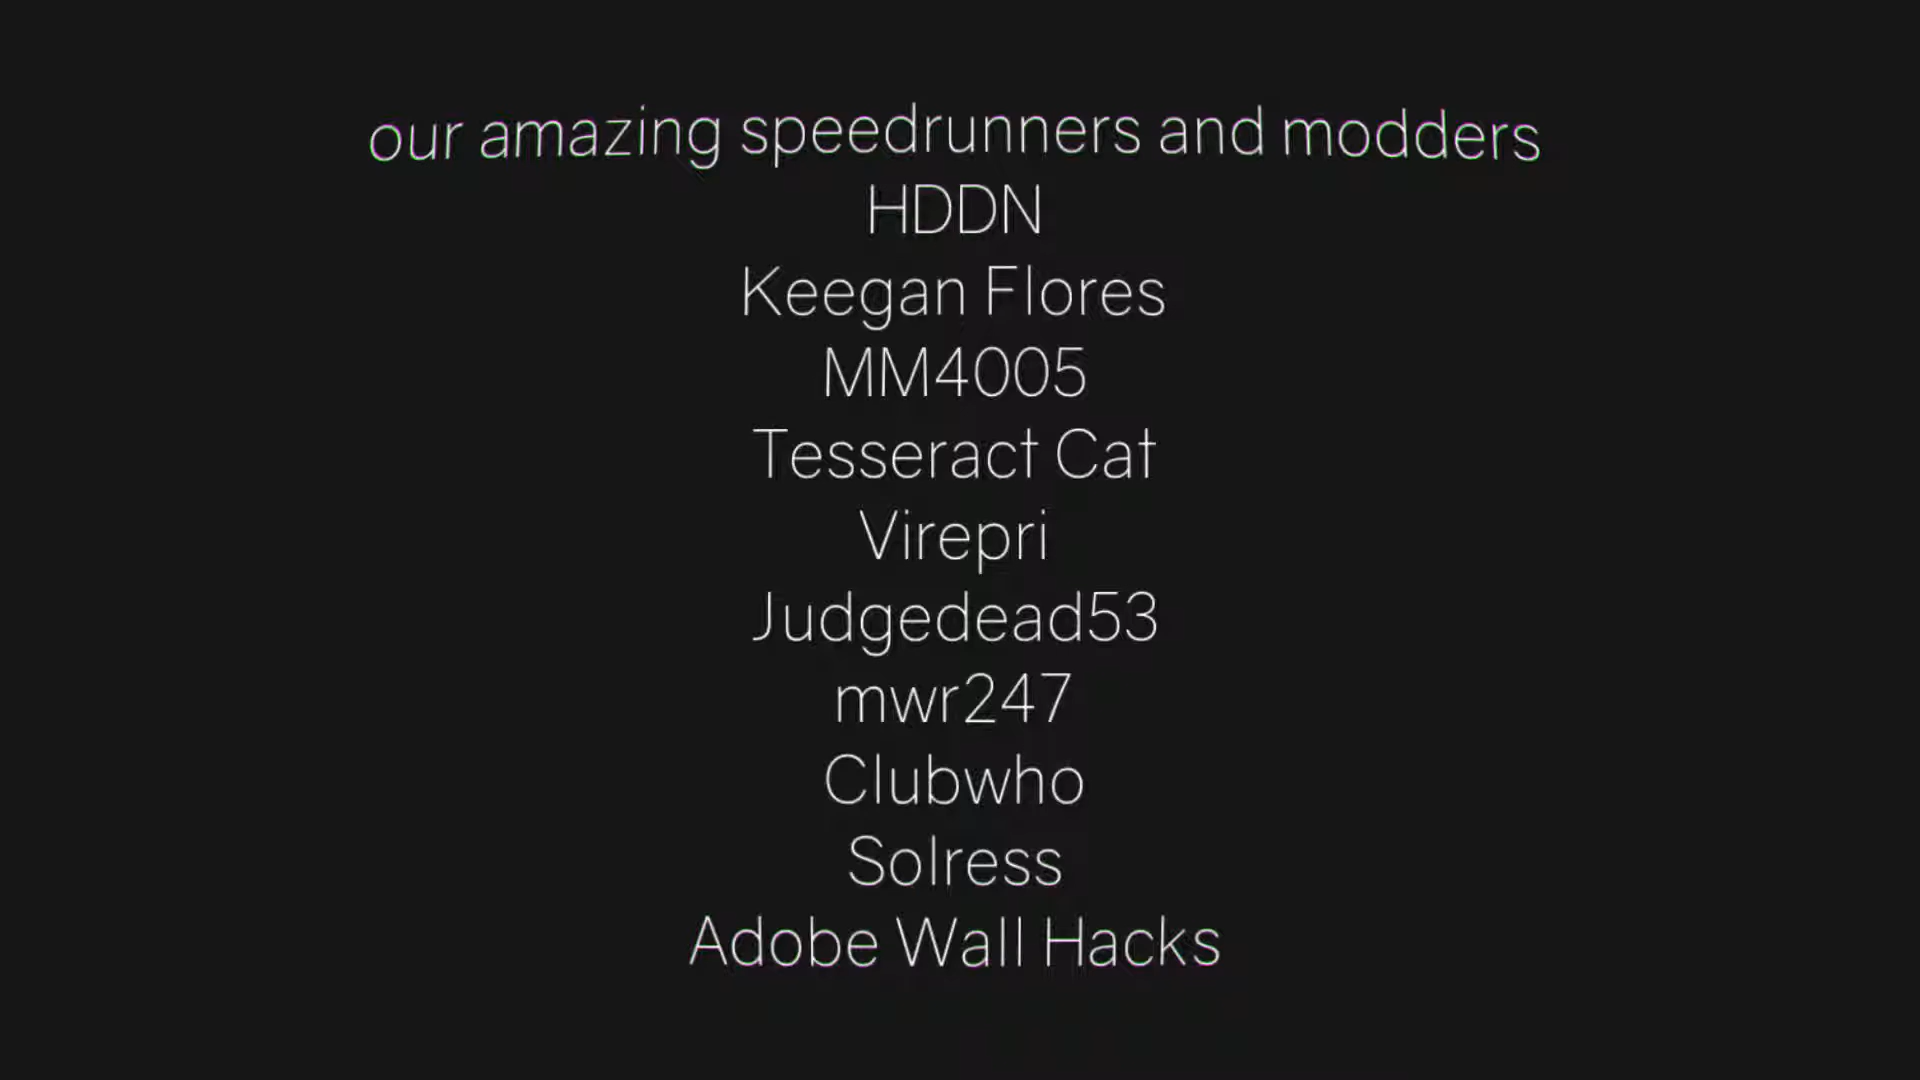 our amazing speedrunners and modders
HDDN
Keegan Flores
MM4005
Tesseract Cat
Virepri
Judgedead53
mwr247
Clubwho
Solress
Adobe Wall Hacks